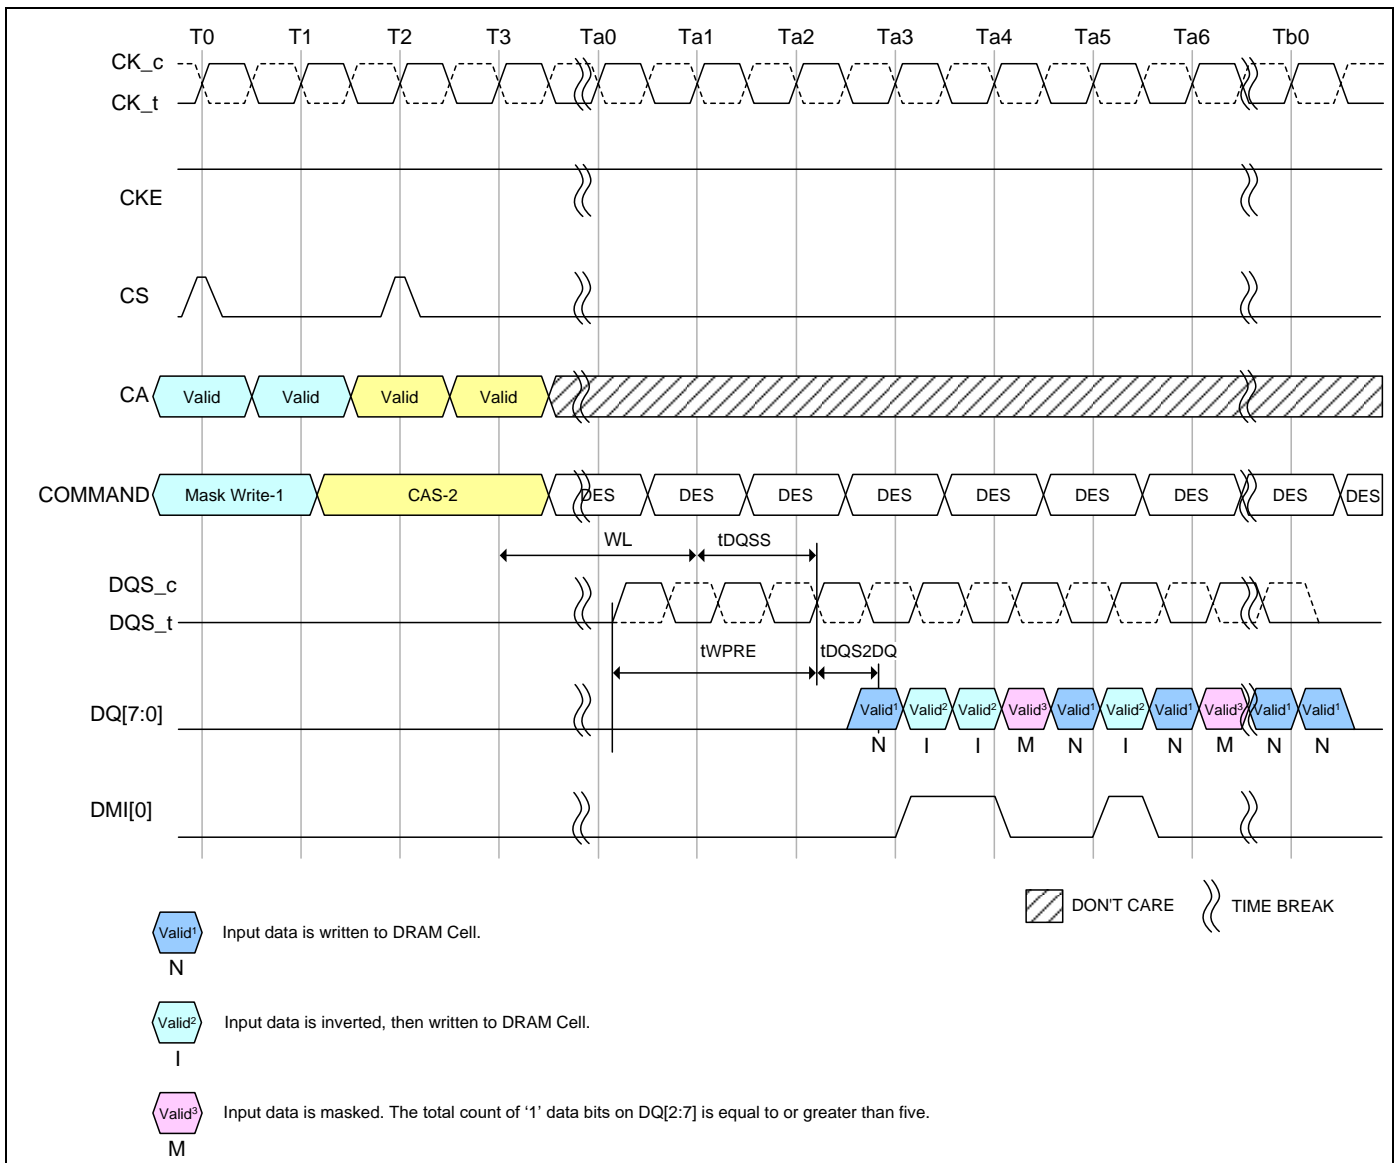 T0 T1 T2 T3 Ta0 Ta1 Ta2 Ta3 Ta4 Ta5 Ta6 Tb0
CK_c
CK_t
CKE
CS
CA Valid Valid Valid Valid
COMMAND Mask Write-1 CAS-2 DES DES DES DES DES DES DES DES DES
WL tDQSS
DQS_c
DQS_t
tWPRE tDQS2DQ
DQ[7:0] Valid¹ Valid² Valid² Valid³ Valid¹ Valid² Valid¹ Valid³ Valid¹ Valid¹
N I I M N I N M N N
DMI[0]
DON'T CARE TIME BREAK
Valid¹ Input data is written to DRAM Cell.
N
Valid² Input data is inverted, then written to DRAM Cell.
I
Valid³ Input data is masked. The total count of ‘1’ data bits on DQ[2:7] is equal to or greater than five.
M